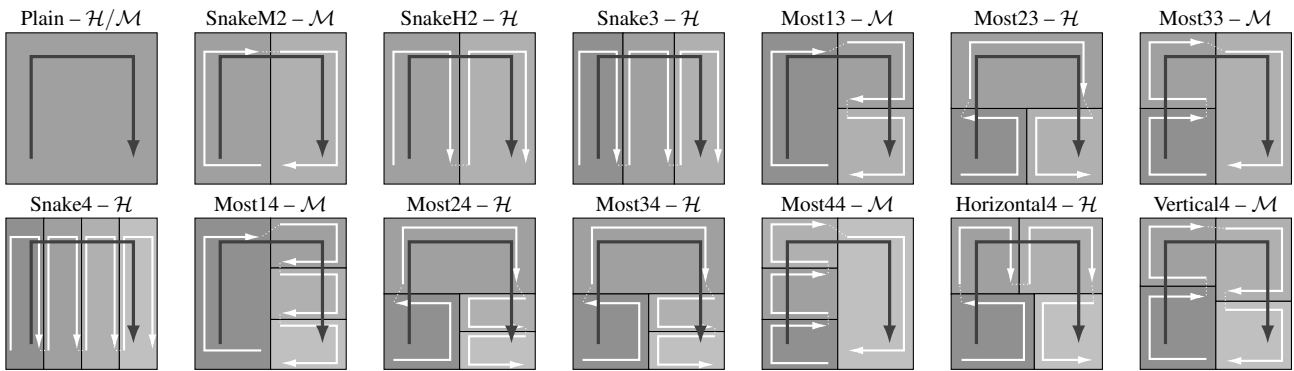 Plain – ℋ/ℳ SnakeM2 – ℳ SnakeH2 – ℋ Snake3 – ℋ Most13 – ℳ Most23 – ℋ Most33 – ℳ
Snake4 – ℋ Most14 – ℳ Most24 – ℋ Most34 – ℋ Most44 – ℳ Horizontal4 – ℋ Vertical4 – ℳ